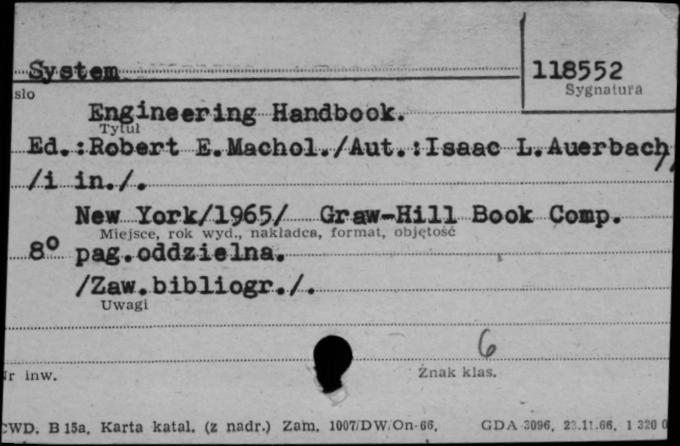 System
118552
sło
Sygnatura
Engineering Handbook.
Tytuł
Ed.:Robert E.Machol./Aut.:Isaac L.Auerbach/,
/i in./.
New York/1965/ Graw-Hill Book Comp.
Miejsce, rok wyd., nakładca, format, objętość
8° pag.oddzielna.
/Zaw.bibliogr./.
Uwagi
6
Nr inw.
Znak klas.
CWD. B 15a. Karta katal. (z nadr.) Zam. 1007/DW/On-66. GDA-3096. 23.11.66. 1 320 0